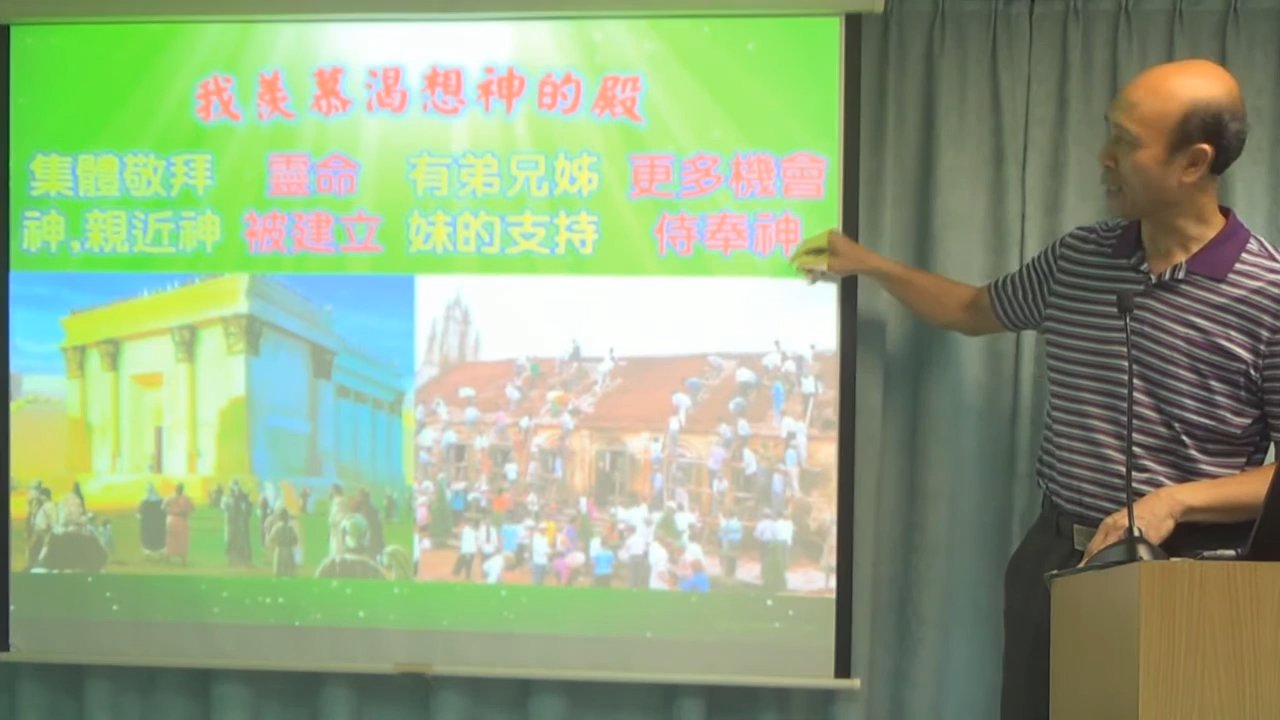 我羨慕渴想神的殿
集體敬拜
神,親近神
靈命
被建立
有弟兄姊
妹的支持
更多機會
侍奉神